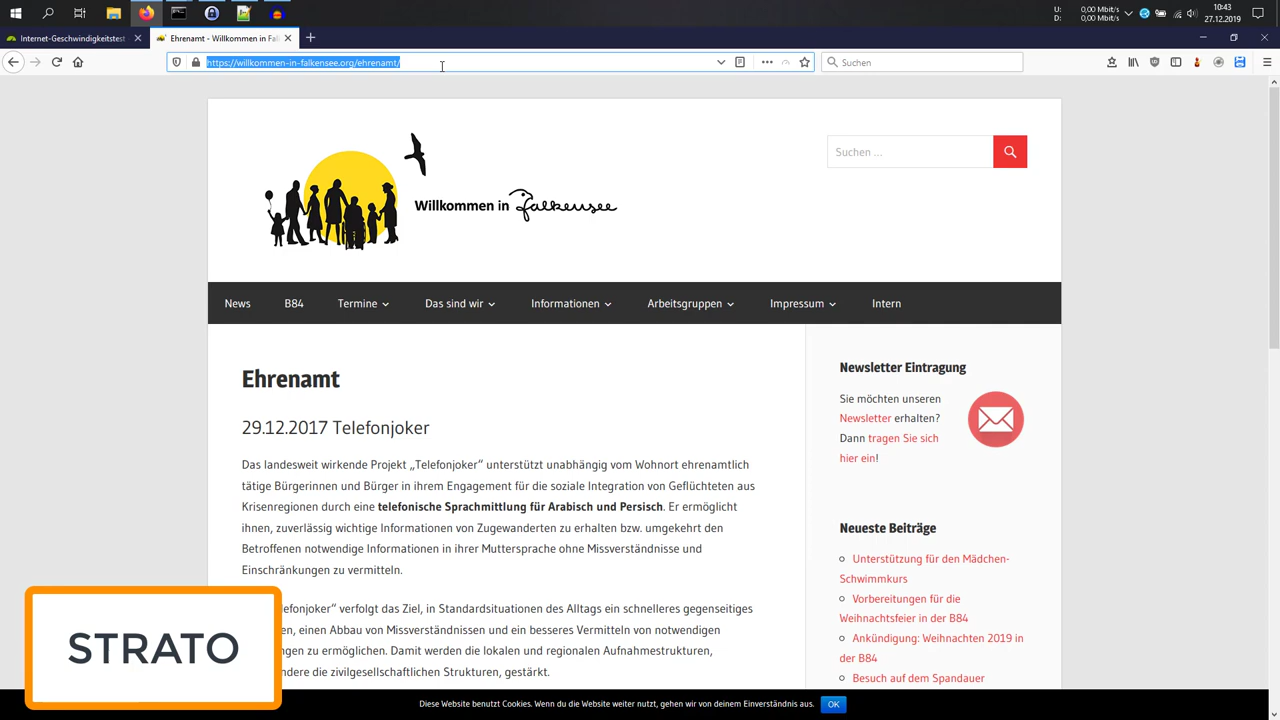 U: 0,00 Mbit/s
D: 0,00 Mbit/s
10:43
27.12.2019
Internet-Geschwindigkeitstest
Ehrenamt - Willkommen in Fal
https://willkommen-in-falkensee.org/ehrenamt/
Suchen
Willkommen in falkensee
Suchen …
News B84 Termine Das sind wir Informationen Arbeitsgruppen Impressum Intern
Ehrenamt
29.12.2017 Telefonjoker
Das landesweit wirkende Projekt „Telefonjoker“ unterstützt unabhängig vom Wohnort ehrenamtlich
tätige Bürgerinnen und Bürger in ihrem Engagement für die soziale Integration von Geflüchteten aus
Krisenregionen durch eine telefonische Sprachmittlung für Arabisch und Persisch. Er ermöglicht
ihnen, zuverlässig wichtige Informationen von Zugewanderten zu erhalten bzw. umgekehrt den
Betroffenen notwendige Informationen in ihrer Muttersprache ohne Missverständnisse und
Einschränkungen zu vermitteln.
elefonjoker“ verfolgt das Ziel, in Standardsituationen des Alltags ein schnelleres gegenseitiges
en, einen Abbau von Missverständnissen und ein besseres Vermitteln von notwendigen
ngen zu ermöglichen. Damit werden die lokalen und regionalen Aufnahmestrukturen,
ndere die zivilgesellschaftlichen Strukturen, gestärkt.
Newsletter Eintragung
Sie möchten unseren
Newsletter erhalten?
Dann tragen Sie sich
hier ein!
Neueste Beiträge
Unterstützung für den Mädchen-
Schwimmkurs
Vorbereitungen für die
Weihnachtsfeier in der B84
Ankündigung: Weihnachten 2019 in
der B84
Besuch auf dem Spandauer
STRATO
Diese Website benutzt Cookies. Wenn du die Website weiter nutzt, gehen wir von deinem Einverständnis aus. OK